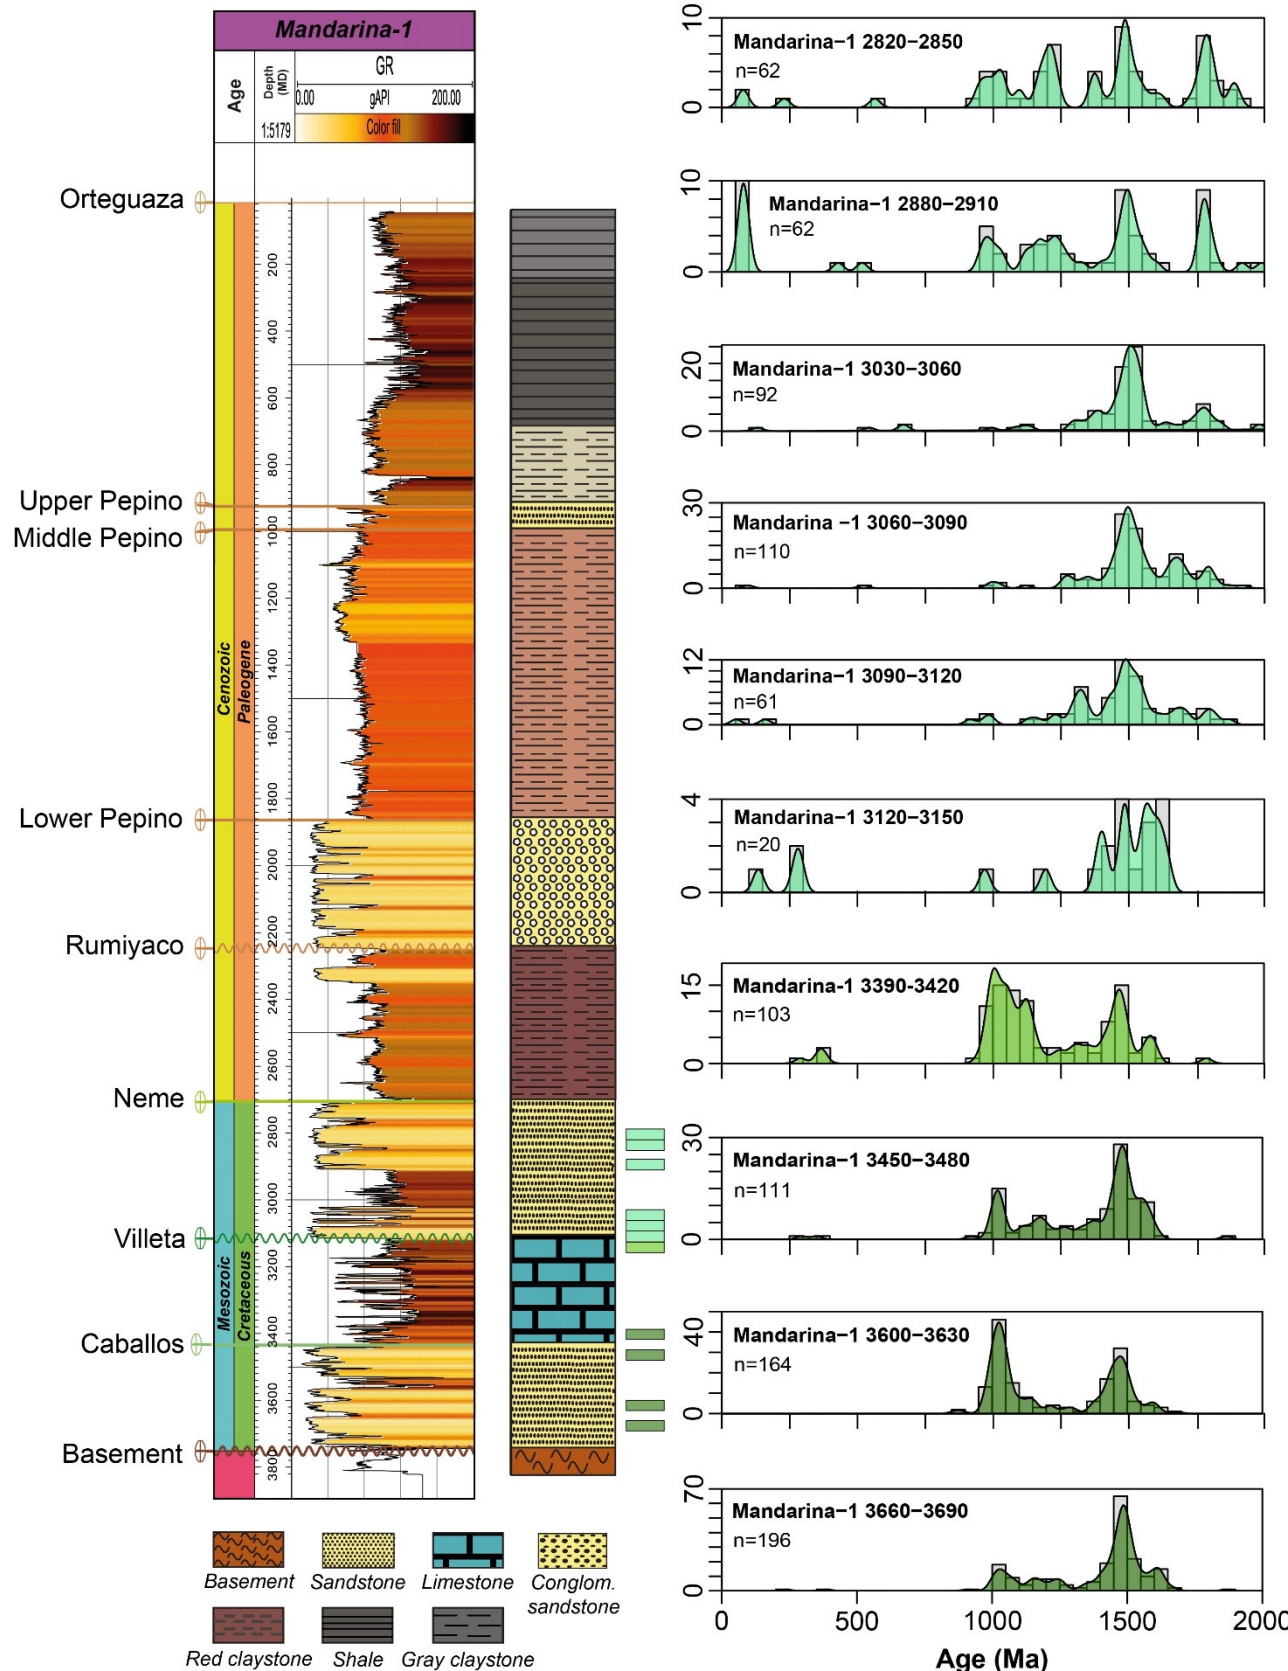 Mandarina-1
Age
Depth
(MD)
1:5179
GR
0.00
gAPI
200.00
Color fill
Orteguaza
Upper Pepino
Middle Pepino
Lower Pepino
Rumiyaco
Neme
Villeta
Caballos
Basement
Cenozoic
Paleogene
Mesozoic
Cretaceous
200
400
600
800
1000
1200
1400
1600
1800
2000
2200
2400
2600
2800
3000
3200
3400
3600
3800
Basement
Sandstone
Limestone
Conglom.
sandstone
Red claystone
Shale
Gray claystone
10
0
Mandarina−1 2820−2850
n=62
10
0
Mandarina−1 2880−2910
n=62
20
0
Mandarina−1 3030−3060
n=92
30
0
Mandarina −1 3060−3090
n=110
12
0
Mandarina−1 3090−3120
n=61
4
0
Mandarina−1 3120−3150
n=20
15
0
Mandarina-1 3390-3420
n=103
30
0
Mandarina−1 3450−3480
n=111
40
0
Mandarina−1 3600−3630
n=164
70
0
Mandarina−1 3660−3690
n=196
0
500
1000
1500
2000
Age (Ma)